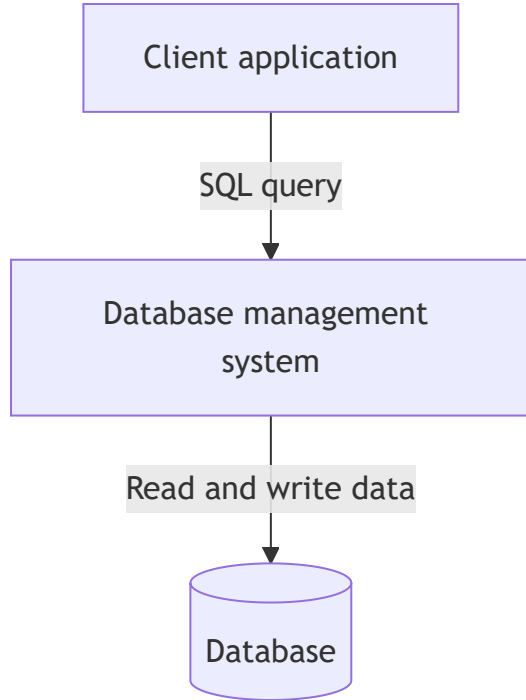 Client application
SQL query
Database management
system
Read and write data
Database